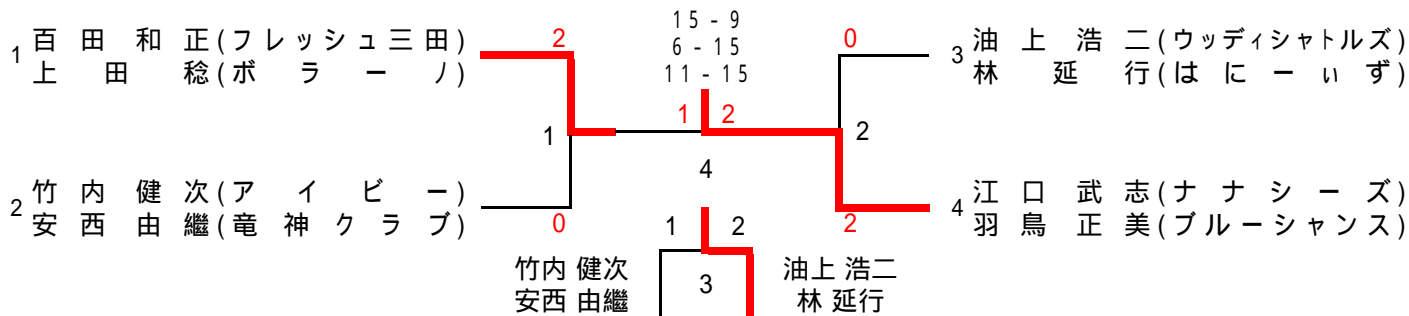 1 百田和正(フレッシュ三田)
上田稔(ボラーノ)
2
15 - 9
6 - 15
11 - 15
0
3 油上浩二(ウッディシャトルズ)
林延行(はにーぃず)
1 2
1
2
4
2 竹内健次(アイビー)
安西由繼(竜神クラブ)
0
4 江口武志(ナナシーズ)
羽鳥正美(ブルーシャンス)
2
1 2
竹内 健次
安西 由繼
3
油上 浩二
林 延行